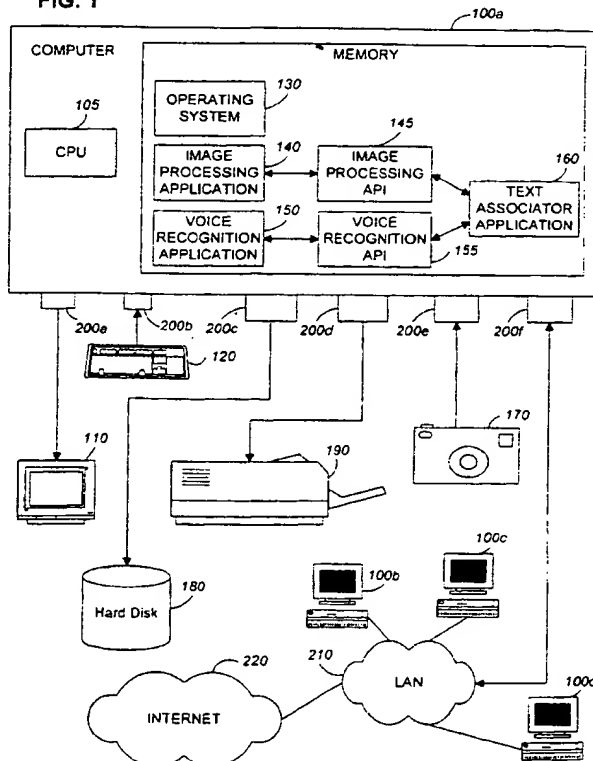 FIG. 1
100a
COMPUTER
MEMORY
105
CPU
130
OPERATING
SYSTEM
140
IMAGE
PROCESSING
APPLICATION
145
IMAGE
PROCESSING
API
160
TEXT
ASSOCIATOR
APPLICATION
150
VOICE
RECOGNITION
APPLICATION
VOICE
RECOGNITION
API
155
200a
200b
200c
200d
200e
200f
120
110
190
170
180
Hard Disk
100b
100c
220
210
LAN
INTERNET